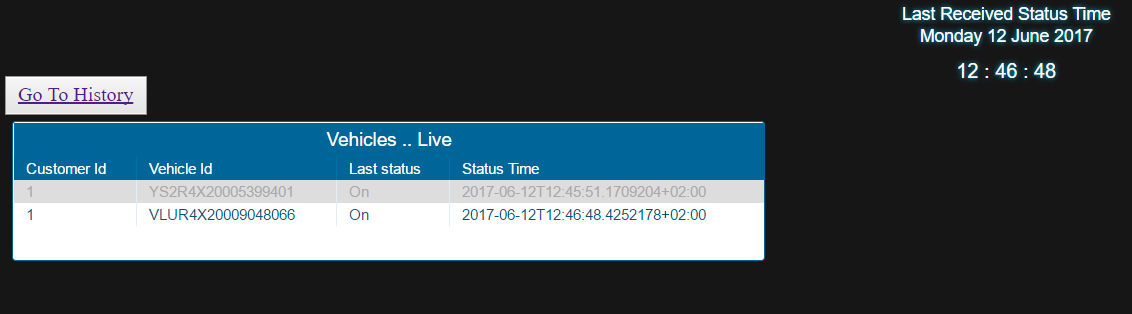 Last Received Status Time
Monday 12 June 2017
12 : 46 : 48
Go To History
Vehicles .. Live
Customer Id Vehicle Id Last status Status Time
1 YS2R4X20005399401 On 2017-06-12T12:45:51.1709204+02:00
1 VLUR4X20009048066 On 2017-06-12T12:46:48.4252178+02:00